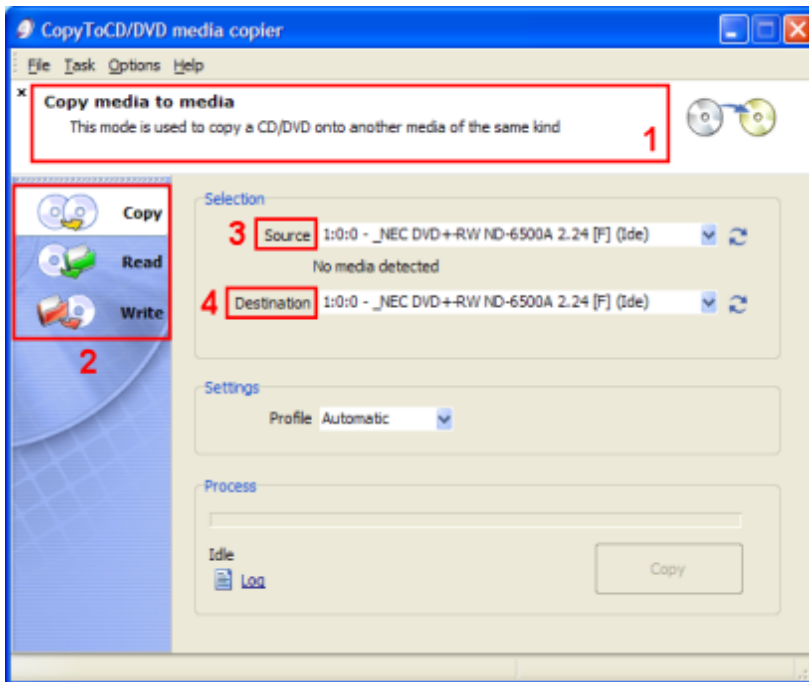 CopyToCD/DVD media copier
File Task Options Help
x
Copy media to media
This mode is used to copy a CD/DVD onto another media of the same kind
1
Copy
Read
Write
2
Selection
3 Source 1:0:0 - _NEC DVD+-RW ND-6500A 2.24 [F] (Ide)
No media detected
4 Destination 1:0:0 - _NEC DVD+-RW ND-6500A 2.24 [F] (Ide)
Settings
Profile Automatic
Process
Idle
Log
Copy